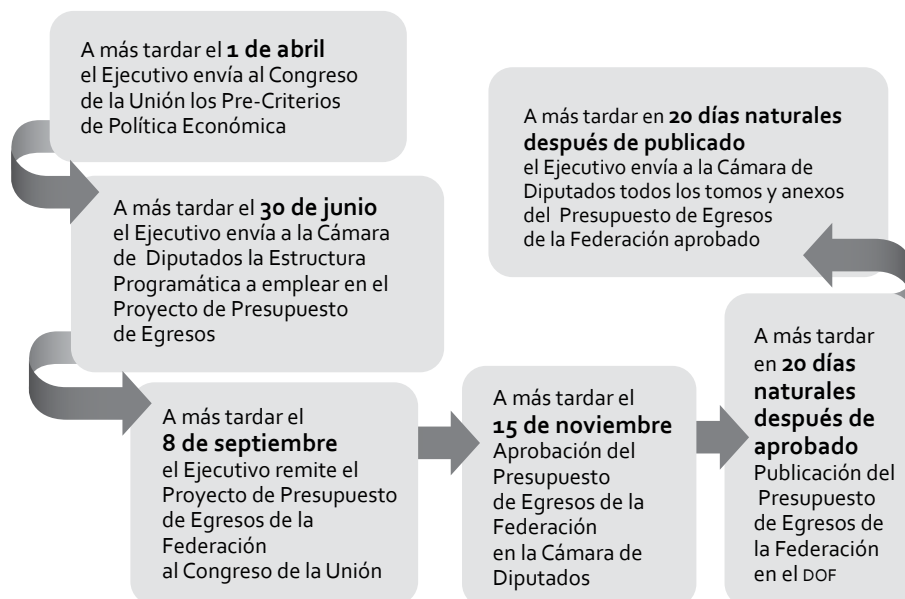 A más tardar el 1 de abril
el Ejecutivo envía al Congreso
de la Unión los Pre-Criterios
de Política Económica
A más tardar el 30 de junio
el Ejecutivo envía a la Cámara
de Diputados la Estructura
Programática a emplear en el
Proyecto de Presupuesto
de Egresos
A más tardar el
8 de septiembre
el Ejecutivo remite el
Proyecto de Presupuesto
de Egresos de la
Federación
al Congreso de la Unión
A más tardar el
15 de noviembre
Aprobación del
Presupuesto
de Egresos de la
Federación
en la Cámara de
Diputados
A más tardar
en 20 días
naturales
después de
aprobado
Publicación del
Presupuesto
de Egresos de
la Federación
en el DOF
A más tardar en 20 días naturales
después de publicado
el Ejecutivo envía a la Cámara de
Diputados todos los tomos y anexos
del Presupuesto de Egresos
de la Federación aprobado